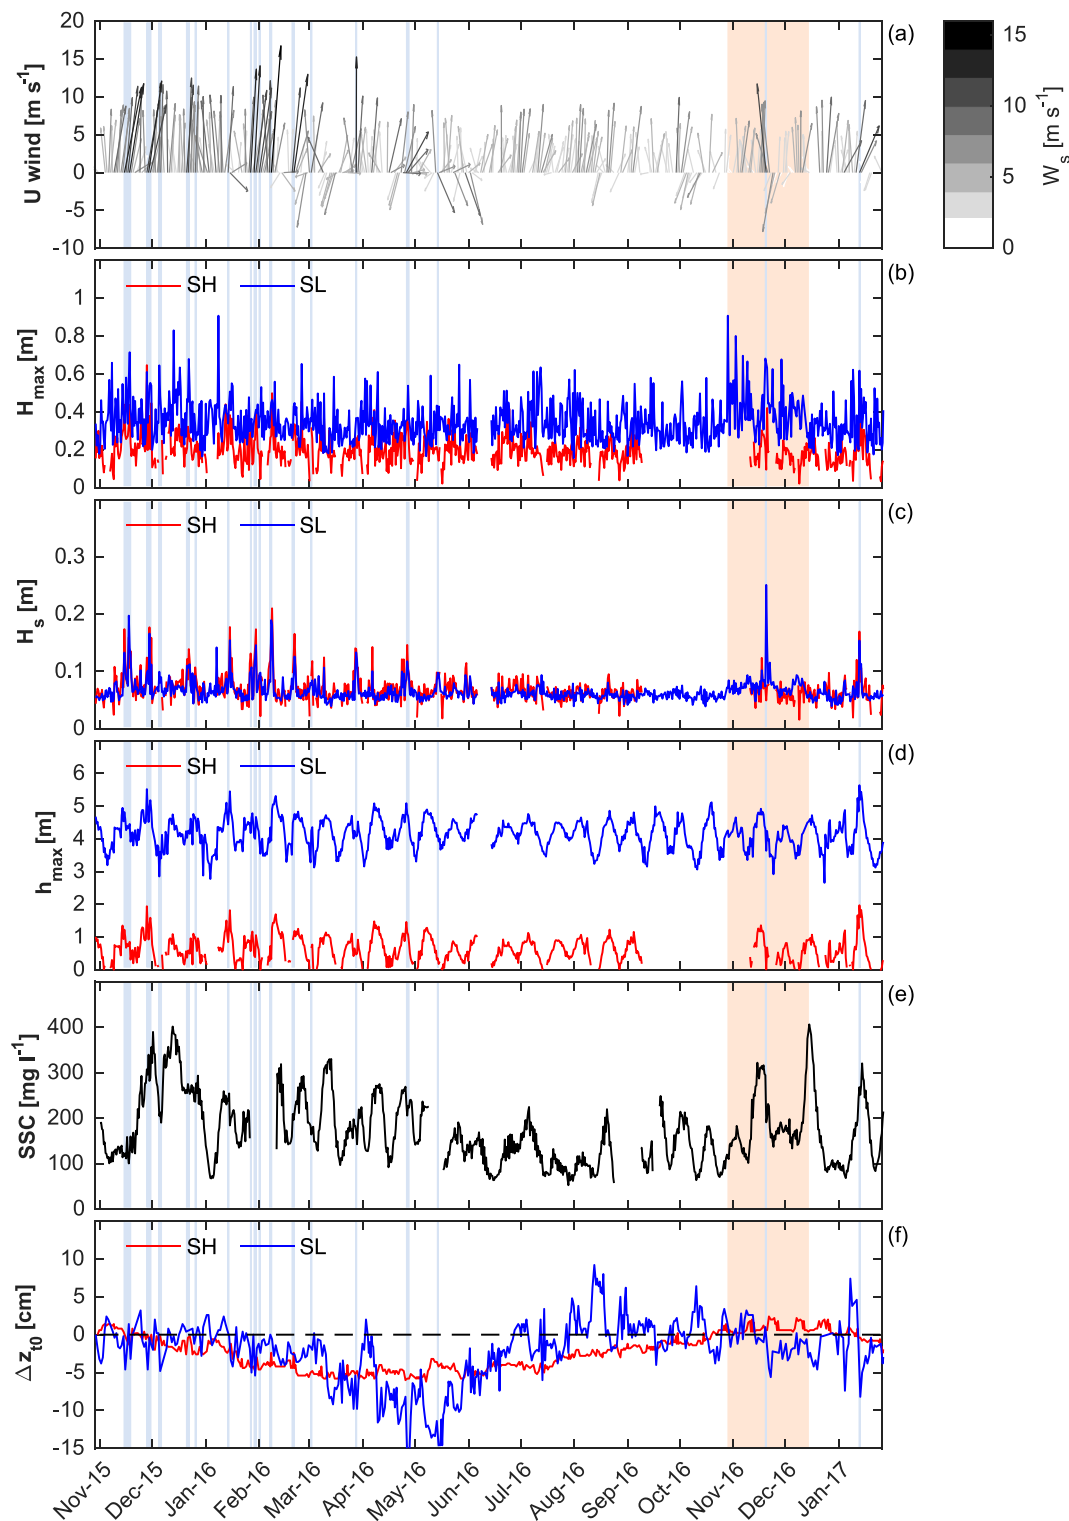 20
15
10
5
0
-5
-10
U wind [m s⁻¹]
(a)
15
10
5
0
Wₛ [m s⁻¹]
SH
SL
(b)
1
0.8
0.6
0.4
0.2
0
Hₘₐₓ [m]
SH
SL
(c)
0.3
0.2
0.1
0
Hₛ [m]
SH
SL
(d)
6
5
4
3
2
1
0
hₘₐₓ [m]
(e)
400
300
200
100
0
SSC [mg l⁻¹]
SH
SL
(f)
10
5
0
-5
-10
-15
Δzₜ₀ [cm]
Nov-15
Dec-15
Jan-16
Feb-16
Mar-16
Apr-16
May-16
Jun-16
Jul-16
Aug-16
Sep-16
Oct-16
Nov-16
Dec-16
Jan-17